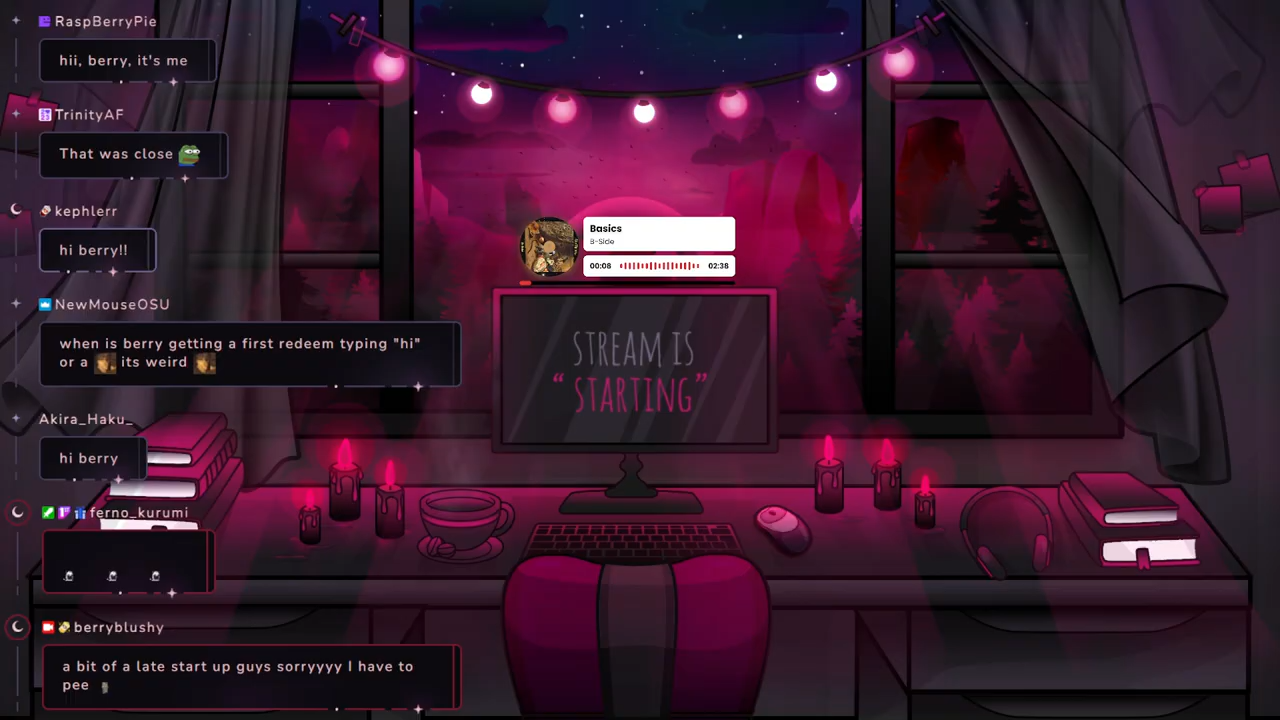 RaspBerryPie
hii, berry, it's me
TrinityAF
That was close
kephlerr
hi berry!!
NewMouseOSU
when is berry getting a first redeem typing "hi"
or a its weird
Akira_Haku_
hi berry
ferno_kurumi
berryblushy
a bit of a late start up guys sorryyyy I have to
pee
Basics
B-Side
00:08 02:38
STREAM IS
“ STARTING”